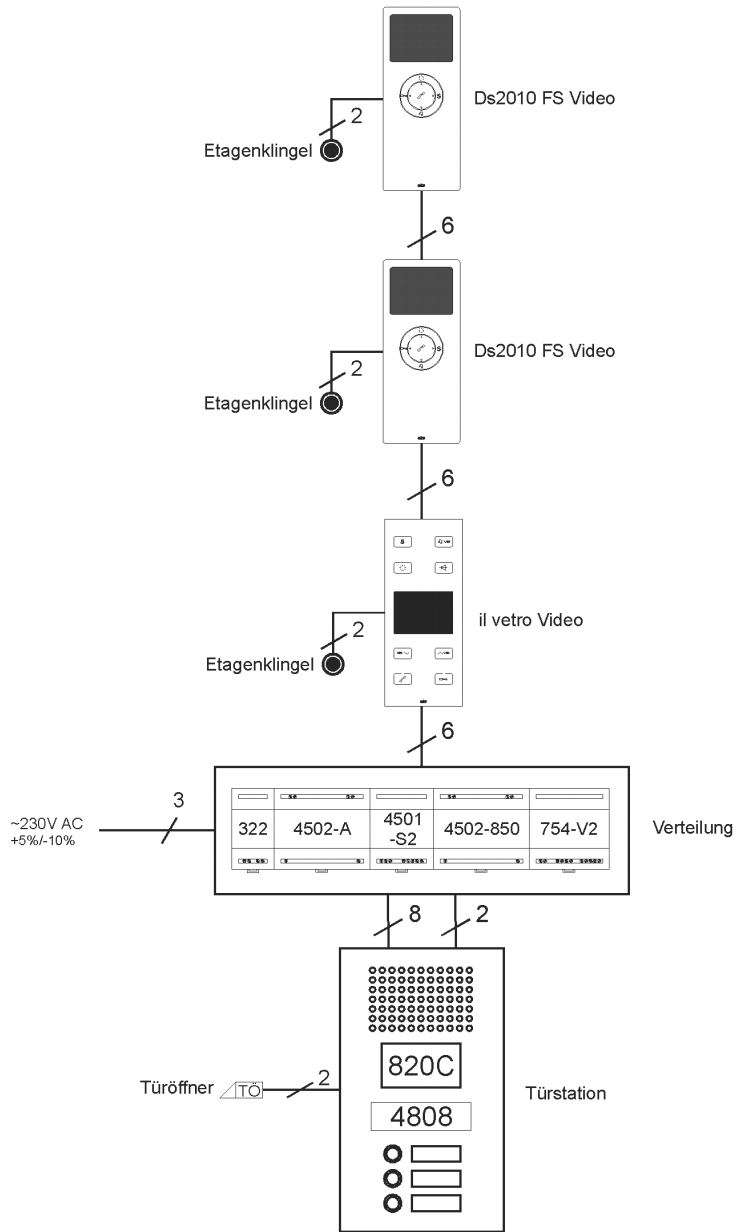 Ds2010 FS Video
2
Etagenklingel
6
Ds2010 FS Video
2
Etagenklingel
6
il vetro Video
2
Etagenklingel
6
3
~230V AC
+5%/-10%
322
4502-A
4501
-S2
4502-850
754-V2
Verteilung
8
2
820C
Türöffner
TÖ
2
Türstation
4808